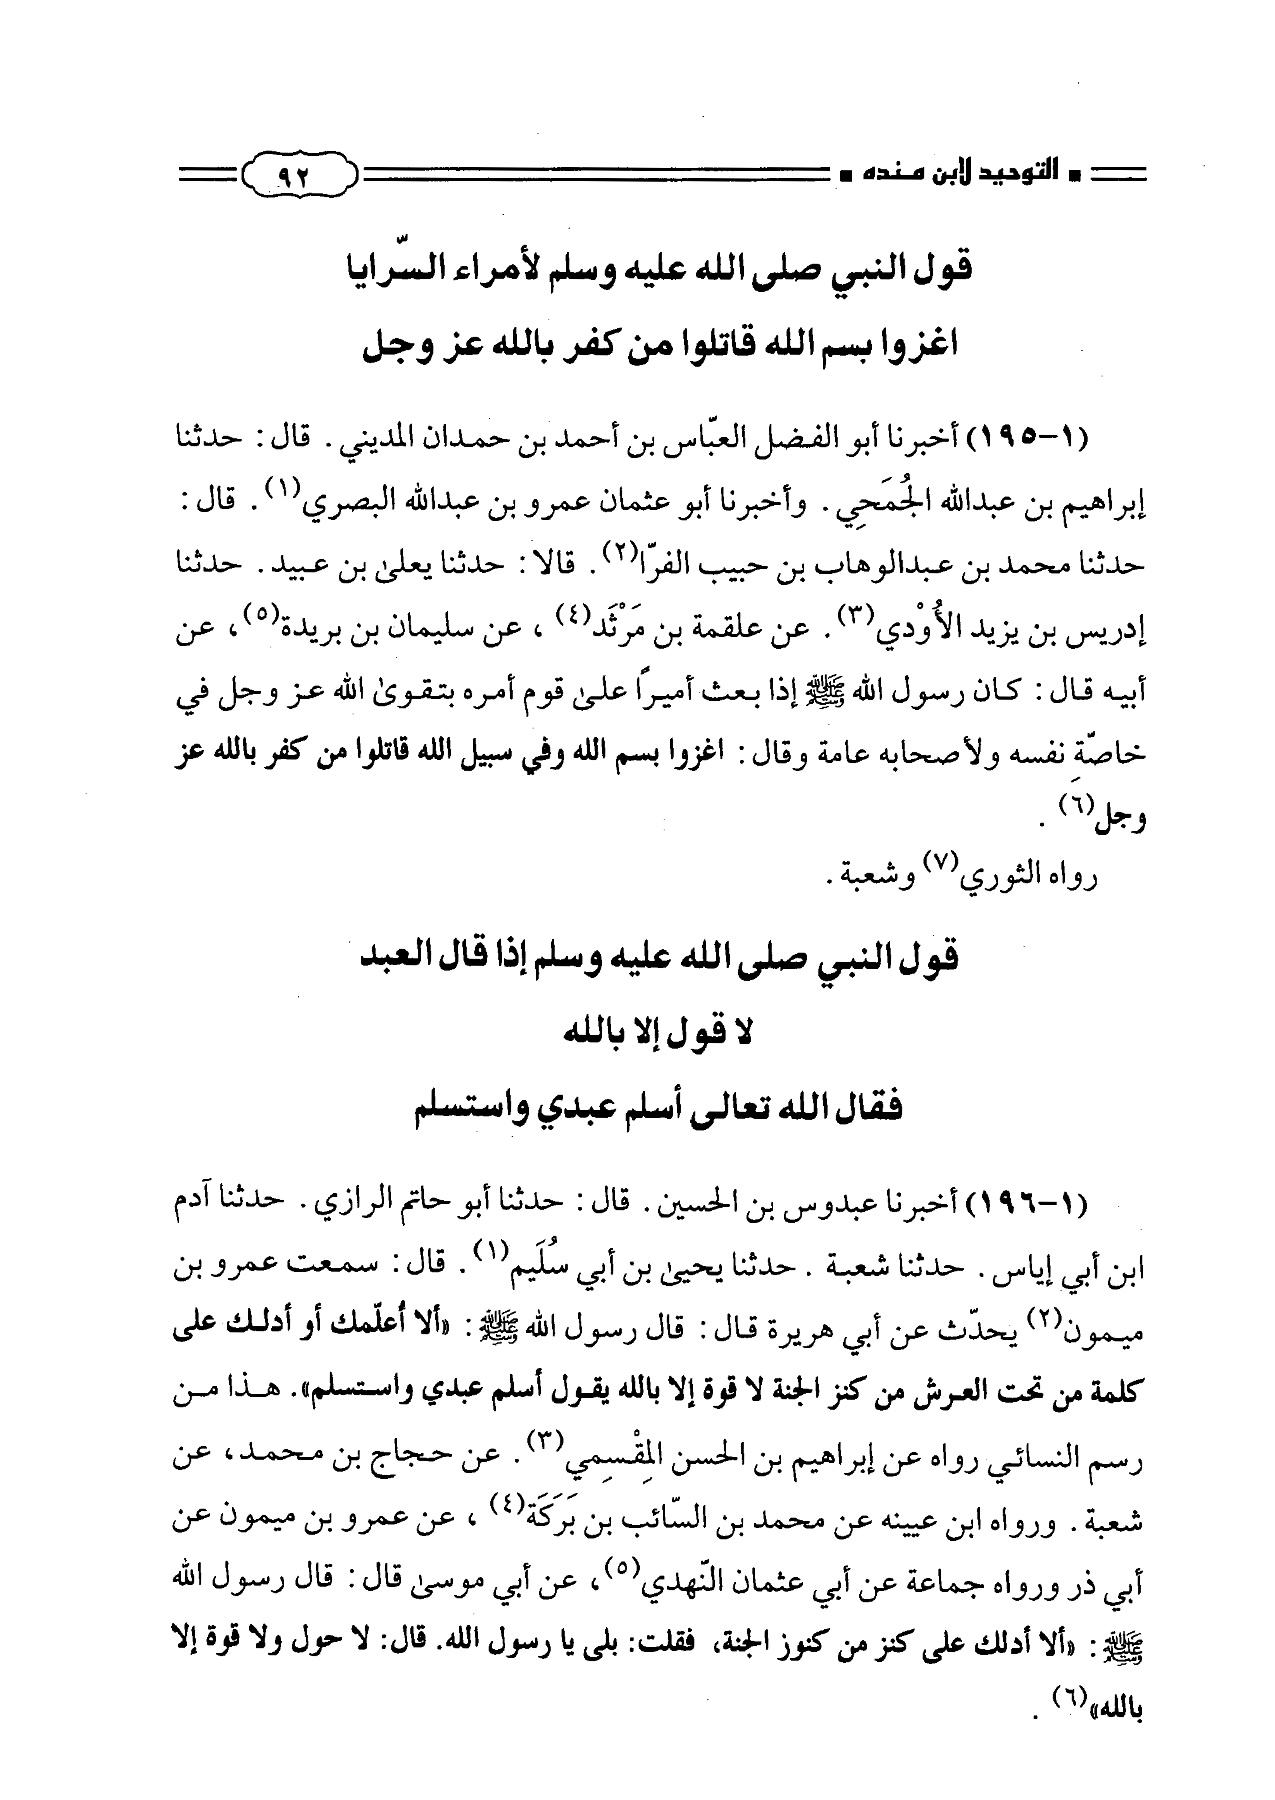 التوحيد لابن منده ٩٢
قول النبي صلى الله عليه وسلم لأمراء السّرايا
اغزوا بسم الله قاتلوا من كفر بالله عز وجل
(١-١٩٥) أخبرنا أبو الفضل العبّاس بن أحمد بن حمدان المديني. قال: حدثنا
إبراهيم بن عبدالله الجُمَحِي. وأخبرنا أبو عثمان عمرو بن عبدالله البصري(١). قال:
حدثنا محمد بن عبدالوهاب بن حبيب الفرّا(٢). قالا: حدثنا يعلىٰ بن عبيد. حدثنا
إدريس بن يزيد الأُوْدي(٣). عن علقمة بن مَرْثَد(٤)، عن سليمان بن بريدة(٥)، عن
أبيه قال: كان رسول الله ﷺ إذا بعث أميراً علىٰ قوم أمره بتقوىٰ الله عز وجل في
خاصّةِ نفسه ولأصحابه عامة وقال: اغزوا بسم الله وفي سبيل الله قاتلوا من كفر بالله عز
وجل(٦).
رواه الثوري(٧) وشعبة.
قول النبي صلى الله عليه وسلم إذا قال العبد
لا قول إلا بالله
فقال الله تعالى أسلم عبدي واستسلم
(١-١٩٦) أخبرنا عبدوس بن الحسين. قال: حدثنا أبو حاتم الرازي. حدثنا آدم
ابن أبي إياس. حدثنا شعبة. حدثنا يحيىٰ بن أبي سُلَيم(١). قال: سمعت عمرو بن
ميمون(٢) يحدّث عن أبي هريرة قال: قال رسول الله ﷺ: «ألا أعلّمك أو أدلك على
كلمة من تحت العرش من كنز الجنة لا قوة إلا بالله يقول أسلم عبدي واستسلم». هذا من
رسم النسائي رواه عن إبراهيم بن الحسن المِقْسِمي(٣). عن حجاج بن محمد، عن
شعبة. ورواه ابن عيينه عن محمد بن السّائب بن بَرَكَة(٤)، عن عمرو بن ميمون عن
أبي ذر ورواه جماعة عن أبي عثمان النّهدي(٥)، عن أبي موسىٰ قال: قال رسول الله
ﷺ: «ألا أدلك على كنز من كنوز الجنة، فقلت: بلى يا رسول الله. قال: لا حول ولا قوة إلا
بالله»(٦).